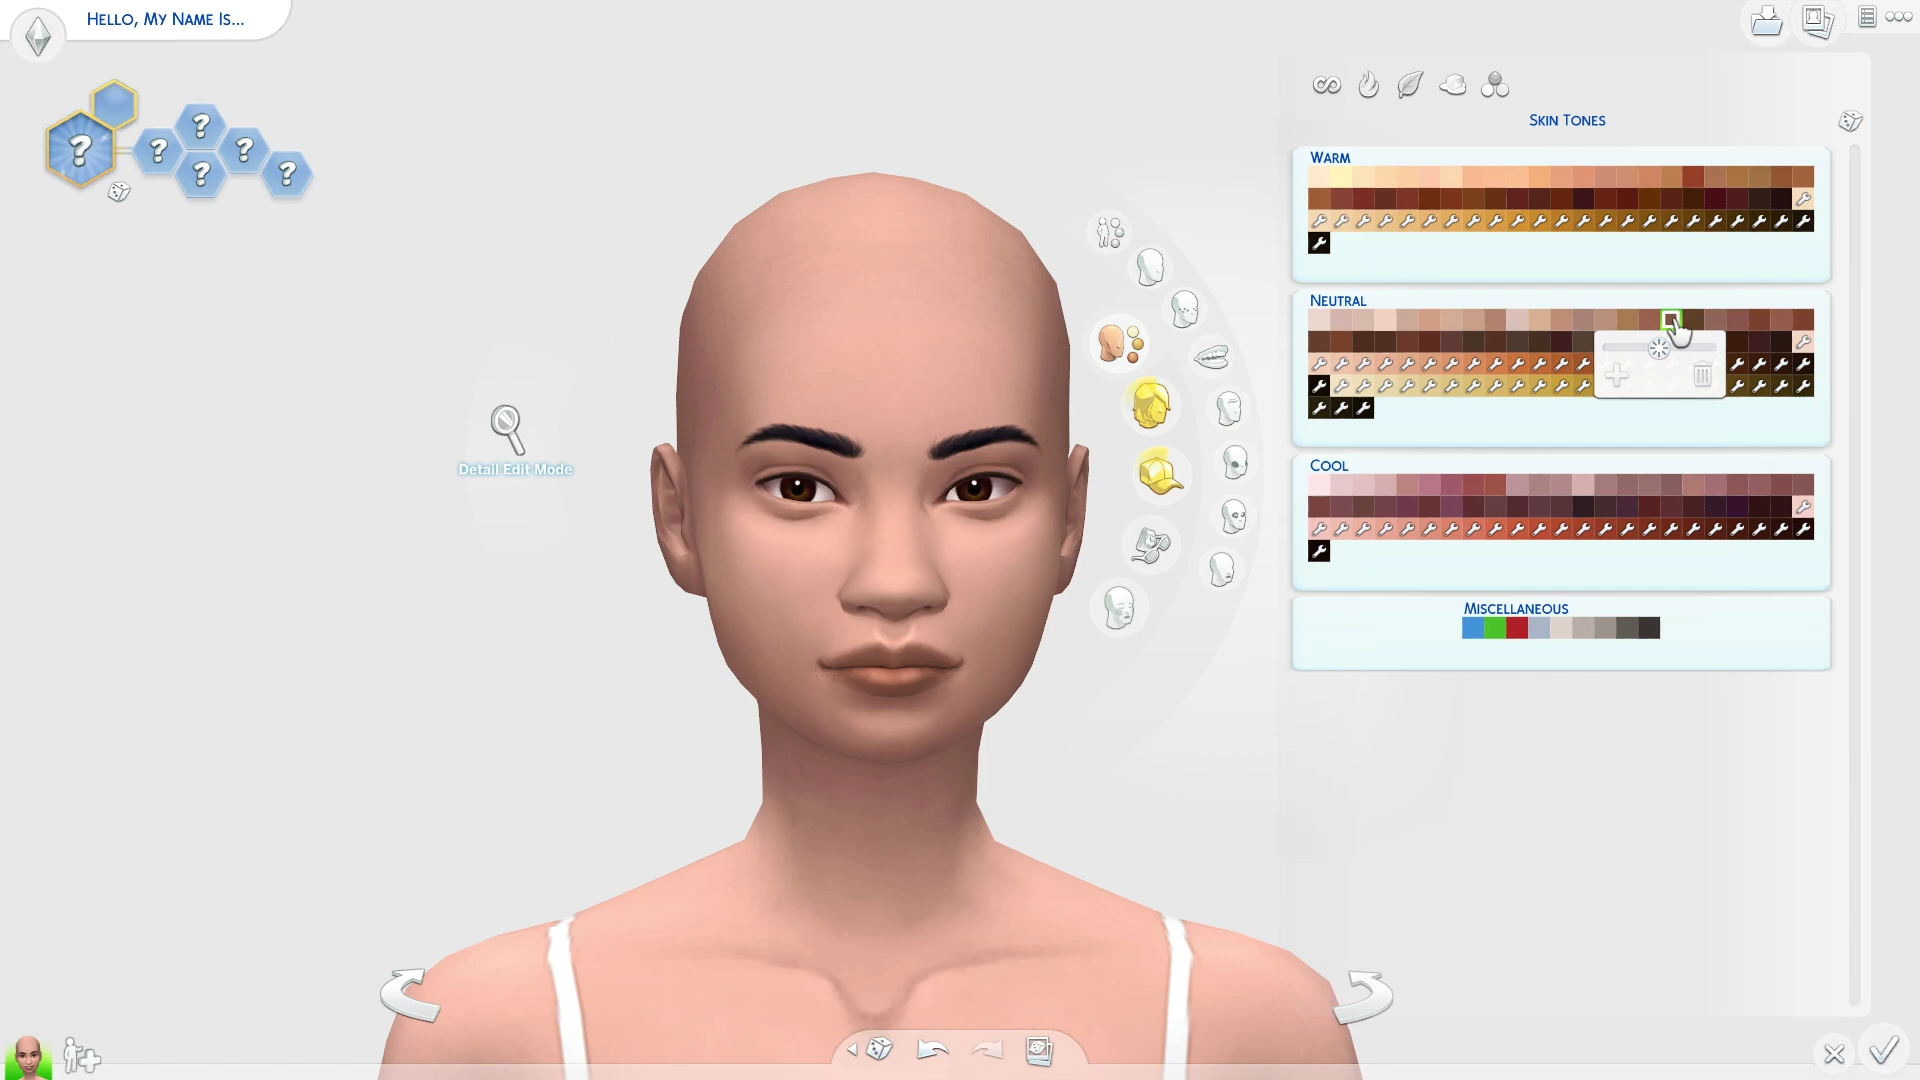 Hello, My Name Is...
Skin Tones
Warm
Neutral
Detail Edit Mode
Cool
Miscellaneous